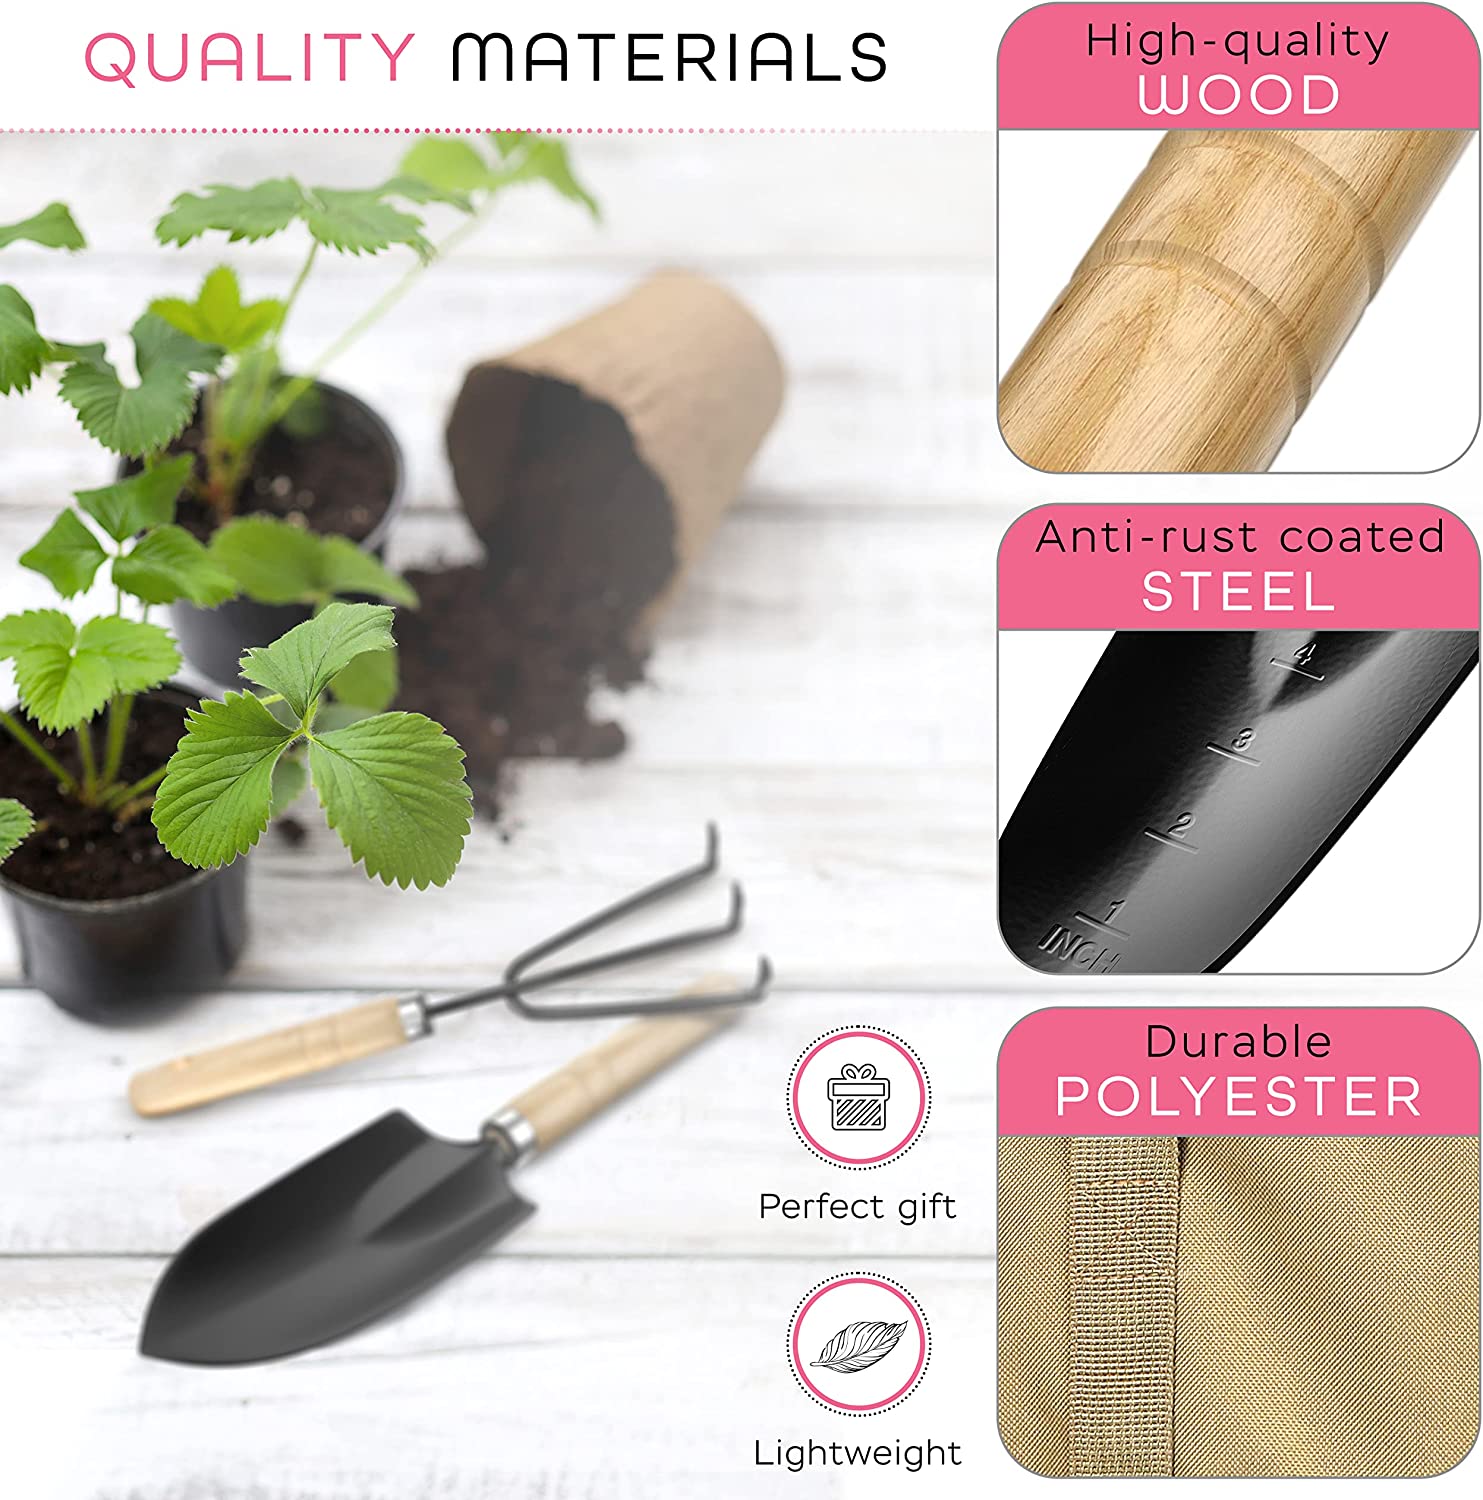 QUALITY MATERIALS
High-quality
WOOD
Anti-rust coated
STEEL
4
3
2
1
INCH
Perfect gift
Lightweight
Durable
POLYESTER